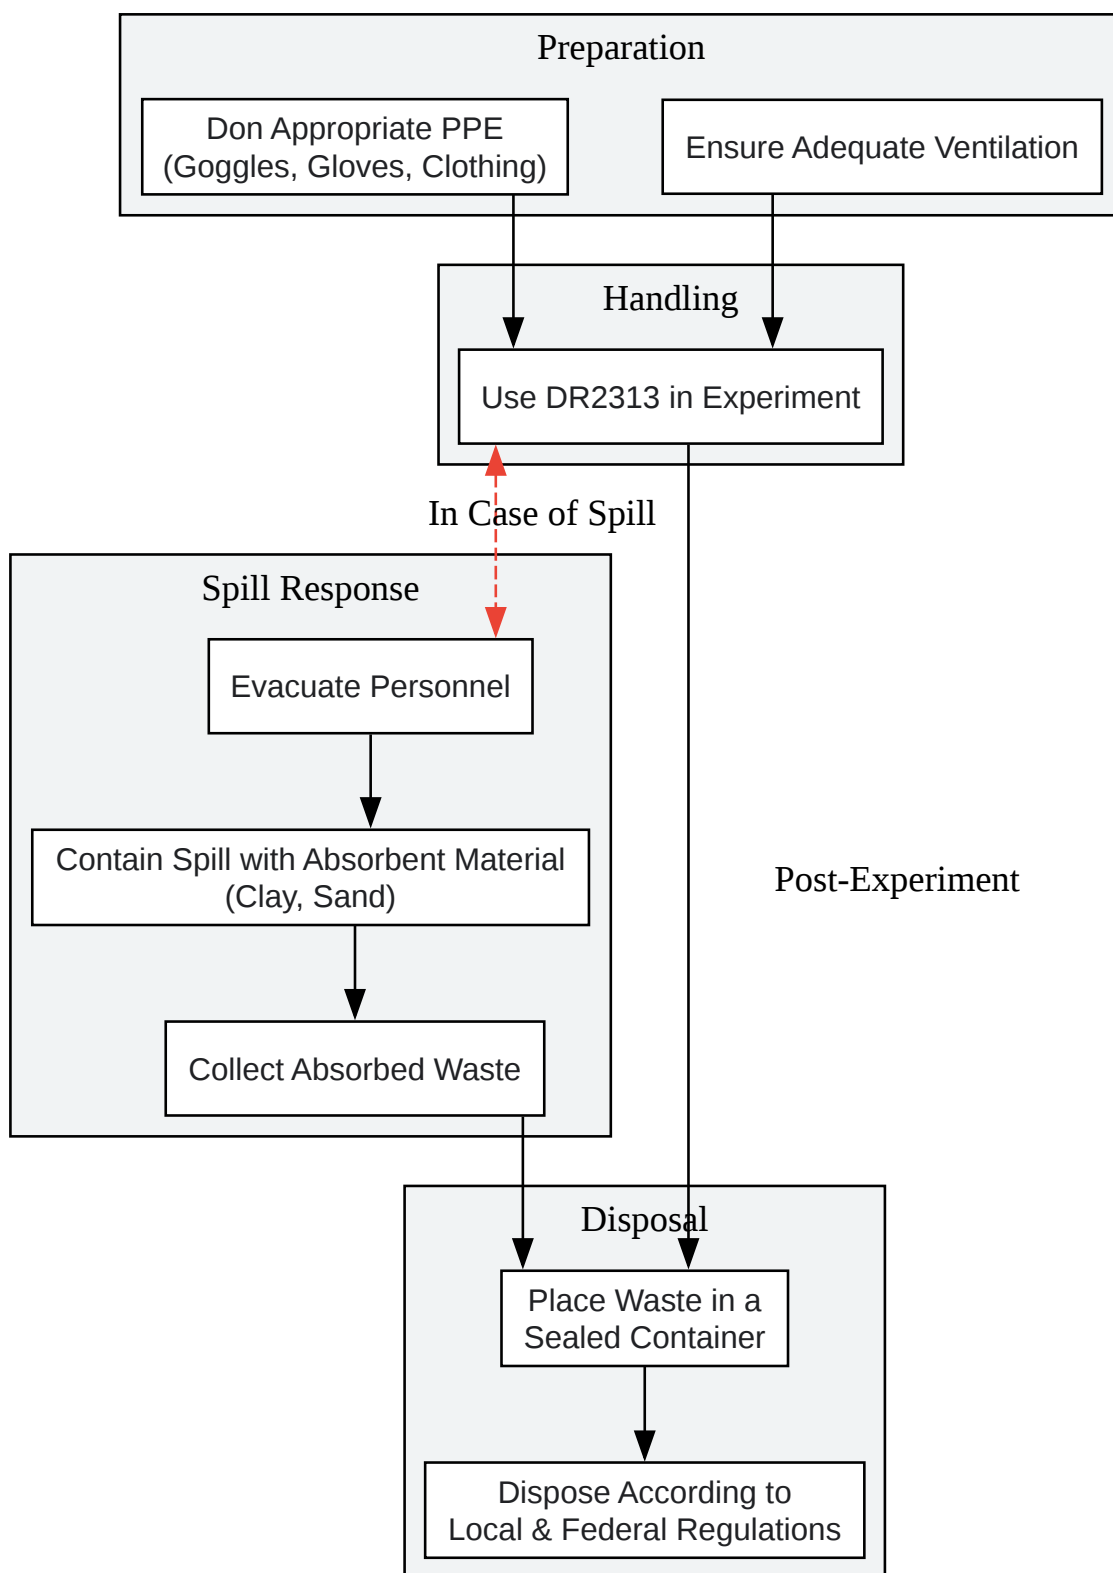 Preparation
Don Appropriate PPE
(Goggles, Gloves, Clothing)
Ensure Adequate Ventilation
Handling
Use DR2313 in Experiment
In Case of Spill
Spill Response
Evacuate Personnel
Contain Spill with Absorbent Material
(Clay, Sand)
Post-Experiment
Collect Absorbed Waste
Disposal
Place Waste in a
Sealed Container
Dispose According to
Local & Federal Regulations